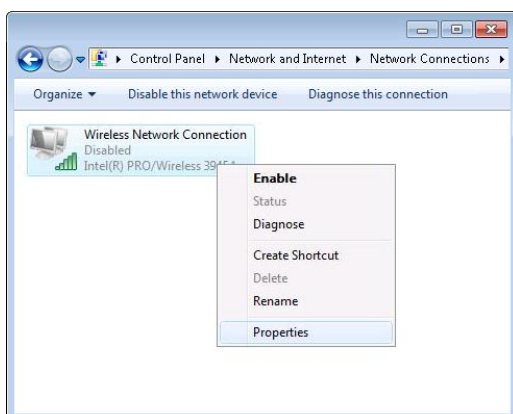 Control Panel ▸ Network and Internet ▸ Network Connections ▸
Organize ▼ Disable this network device Diagnose this connection
Wireless Network Connection
Disabled
Intel(R) PRO/Wireless
Enable
Status
Diagnose
Create Shortcut
Delete
Rename
Properties